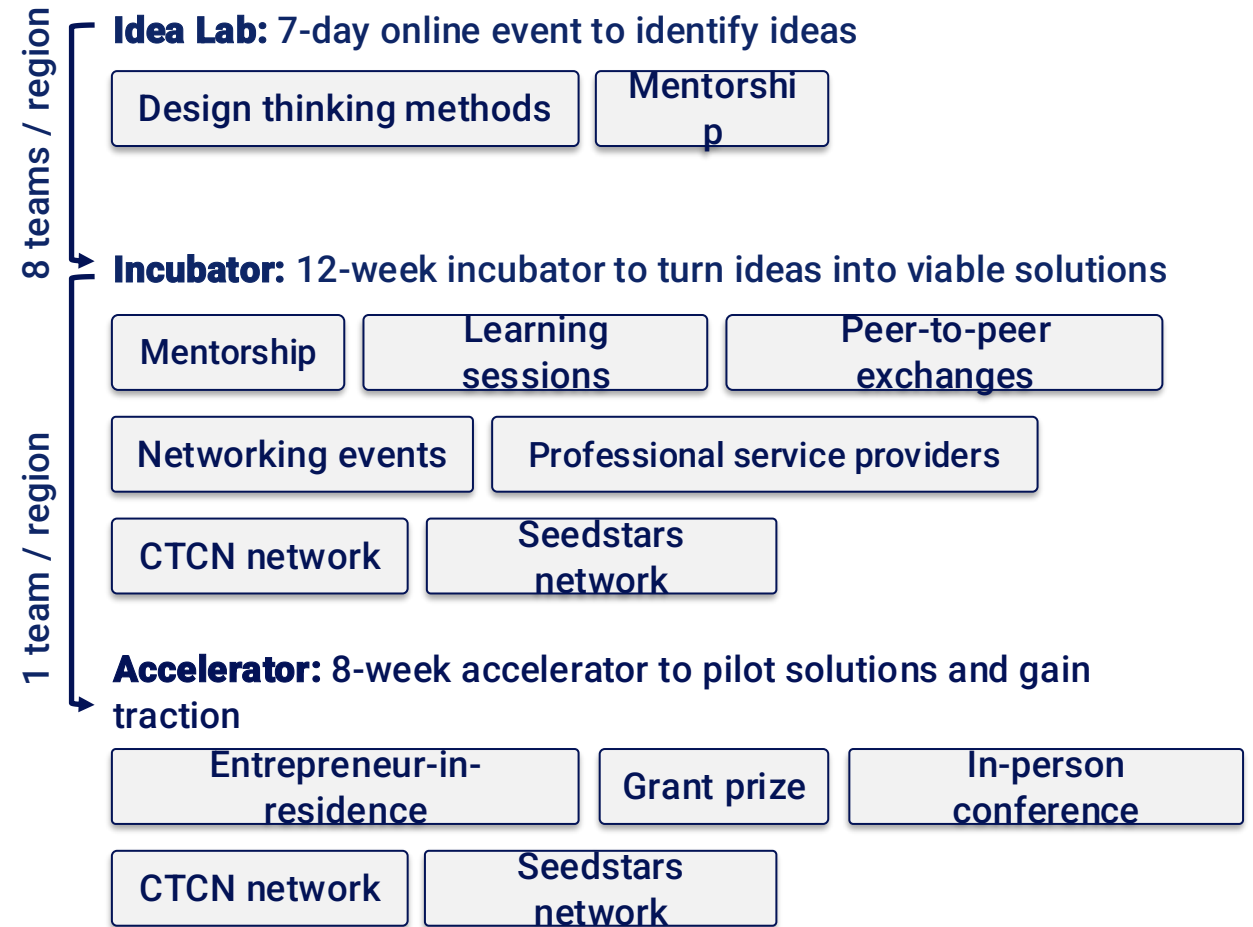 8 teams / region
Idea Lab: 7-day online event to identify ideas
Design thinking methods
Mentorshi
p
Incubator: 12-week incubator to turn ideas into viable solutions
Mentorship
Learning
sessions
Peer-to-peer
exchanges
Networking events
Professional service providers
CTCN network
Seedstars
network
1 team / region
Accelerator: 8-week accelerator to pilot solutions and gain
traction
Entrepreneur-in-
residence
Grant prize
In-person
conference
CTCN network
Seedstars
network